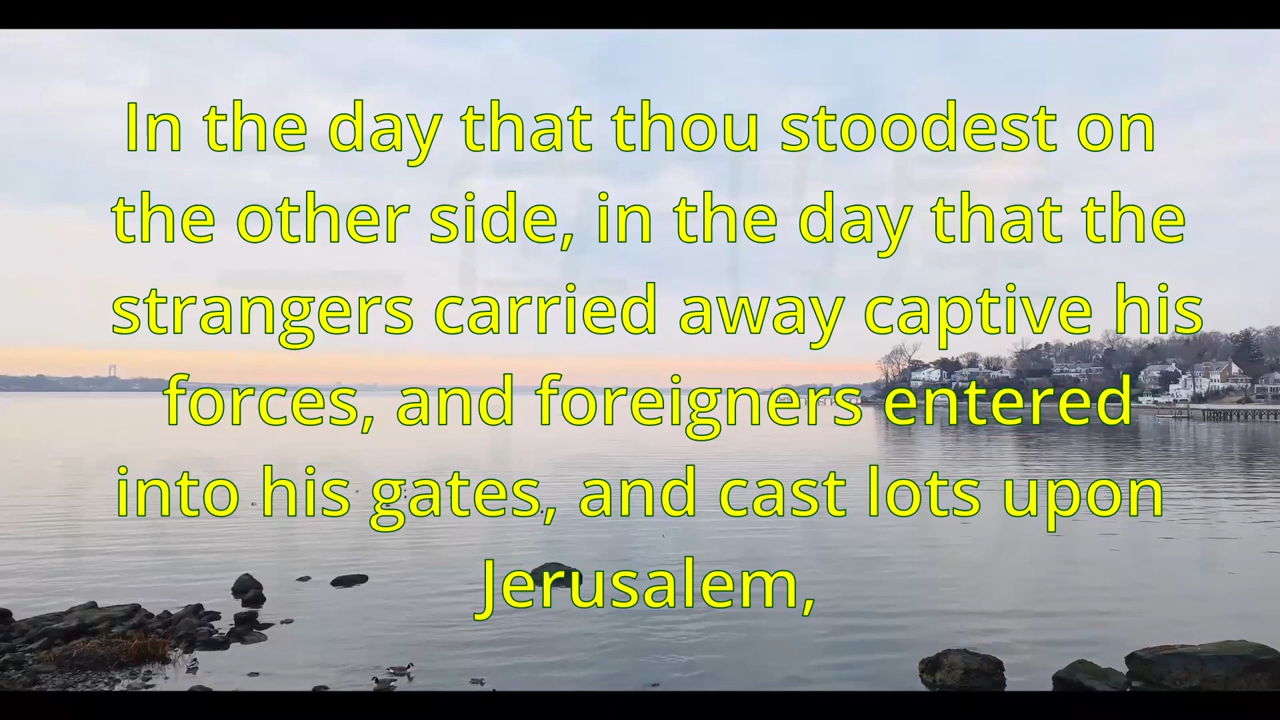 In the day that thou stoodest on
the other side, in the day that the
strangers carried away captive his
forces, and foreigners entered
into his gates, and cast lots upon
Jerusalem,